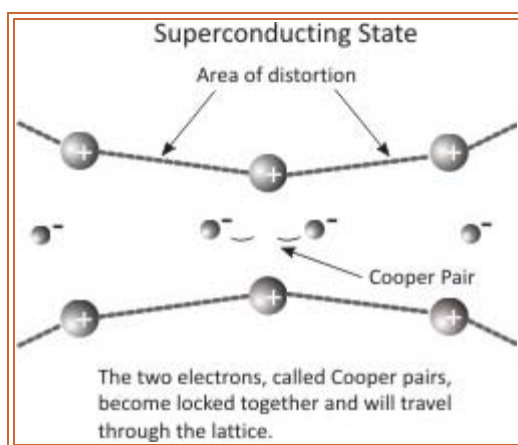 Superconducting State
Area of distortion
+ + +
- - - -
Cooper Pair
+ + +
The two electrons, called Cooper pairs,
become locked together and will travel
through the lattice.